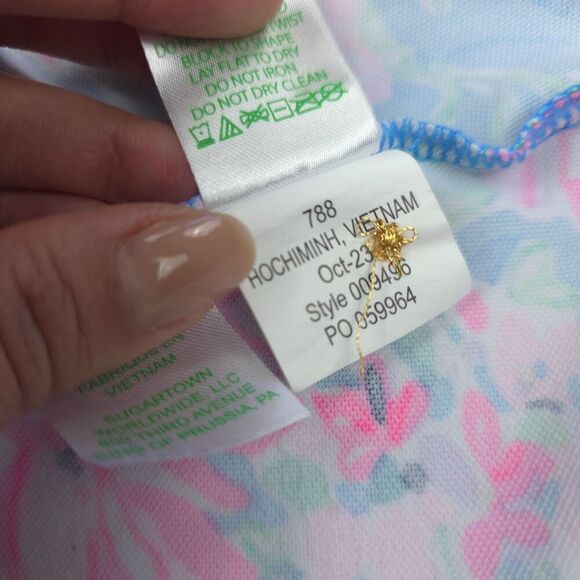 BLOCK TO SHAPE
LAY FLAT TO DRY
DO NOT IRON
DO NOT DRY CLEAN
788
HOCHIMINH, VIETNAM
Oct-23
Style 009496
PO 059964
VIETNAM
SUGARTOWN
WORLDWIDE, LLC
THIRD AVENUE
OF PRUSSIA, PA